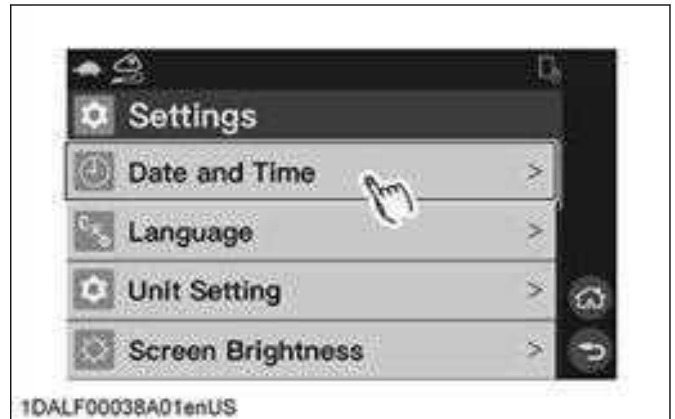 Settings
Date and Time >
Language >
Unit Setting >
Screen Brightness >
1DALF00038A01enUS